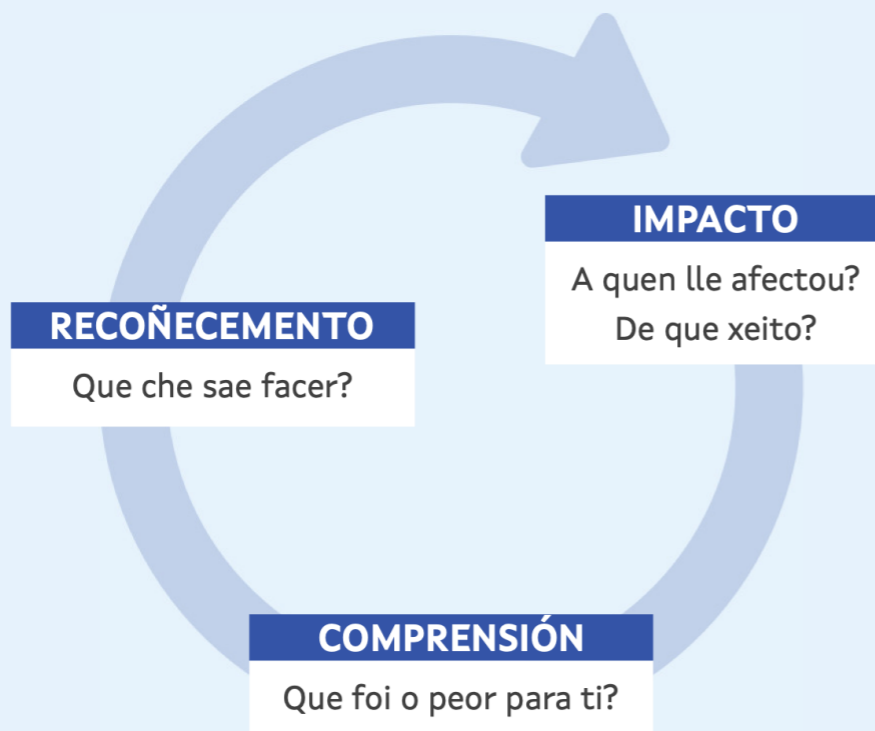 IMPACTO
A quen lle afectou?
De que xeito?
RECOÑECEMENTO
Que che sae facer?
COMPRENSIÓN
Que foi o peor para ti?